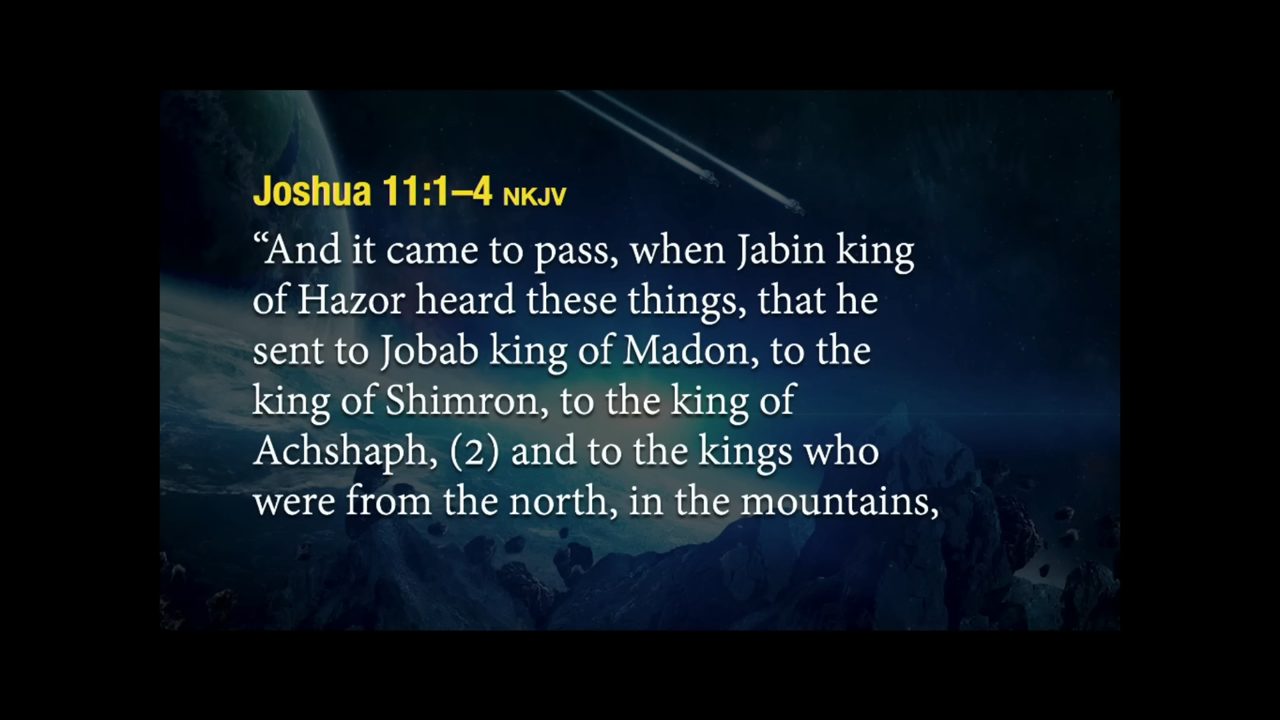 Joshua 11:1–4 NKJV
“And it came to pass, when Jabin king
of Hazor heard these things, that he
sent to Jobab king of Madon, to the
king of Shimron, to the king of
Achshaph, (2) and to the kings who
were from the north, in the mountains,